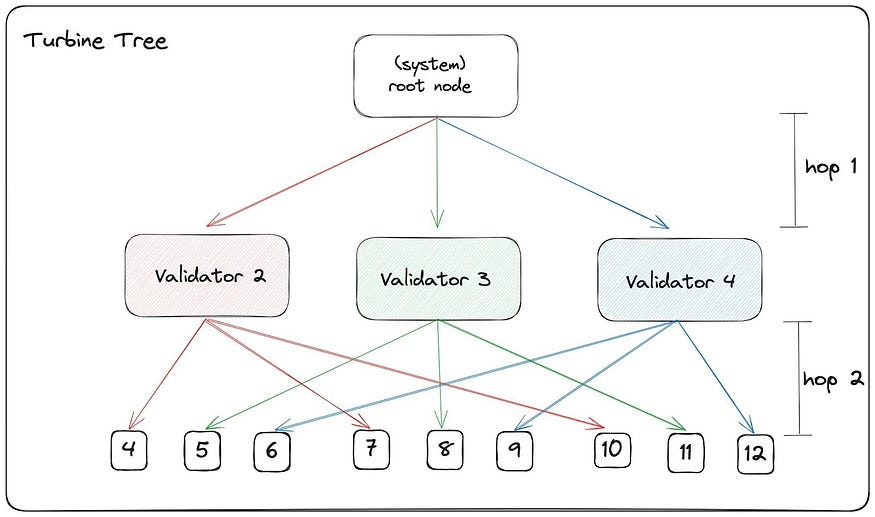 Turbine Tree
(system)
root node
hop 1
Validator 2
Validator 3
Validator 4
hop 2
4
5
6
7
8
9
10
11
12